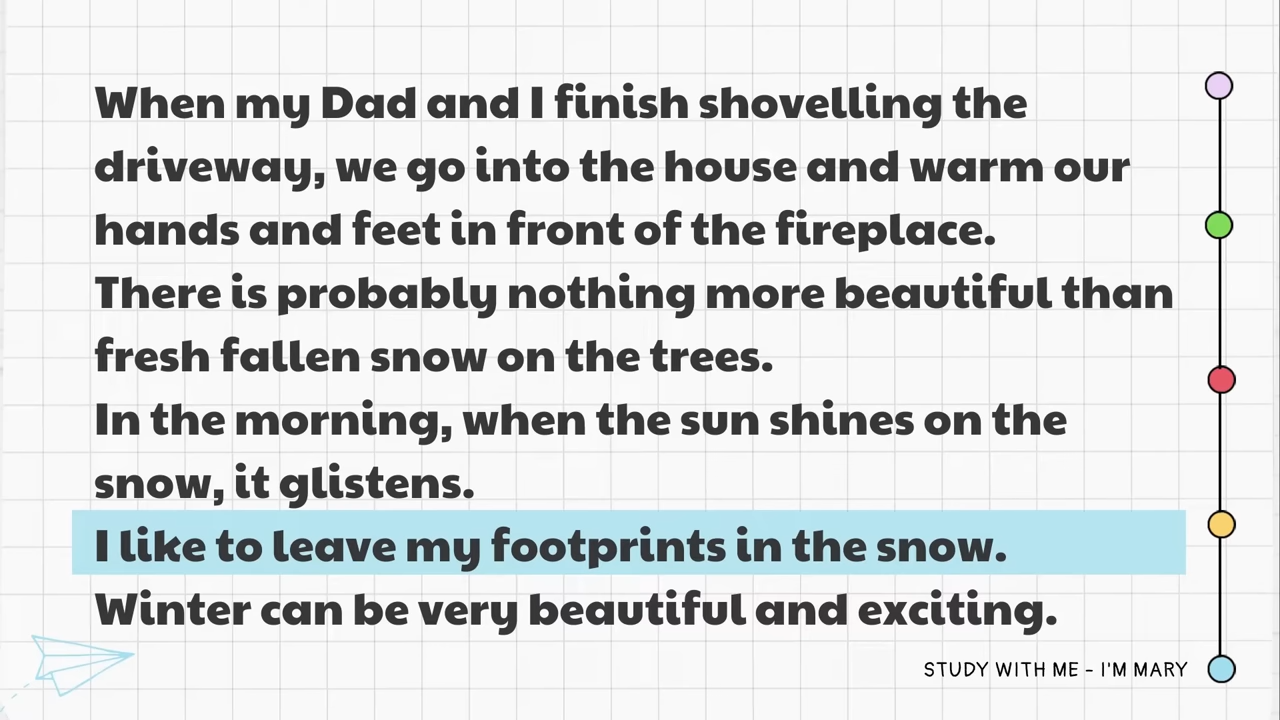 When my Dad and I finish shovelling the
driveway, we go into the house and warm our
hands and feet in front of the fireplace.
There is probably nothing more beautiful than
fresh fallen snow on the trees.
In the morning, when the sun shines on the
snow, it glistens.
I like to leave my footprints in the snow.
Winter can be very beautiful and exciting.
STUDY WITH ME - I'M MARY